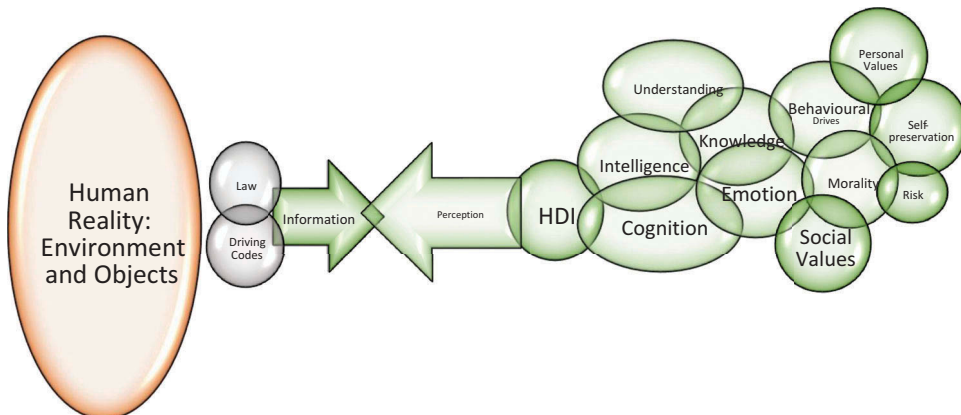 Human
Reality:
Environment
and Objects
Law
Driving
Codes
Information
Perception
HDI
Understanding
Intelligence
Knowledge
Cognition
Emotion
Behavioural
Drives
Personal
Values
Self-
preservation
Morality
Risk
Social
Values